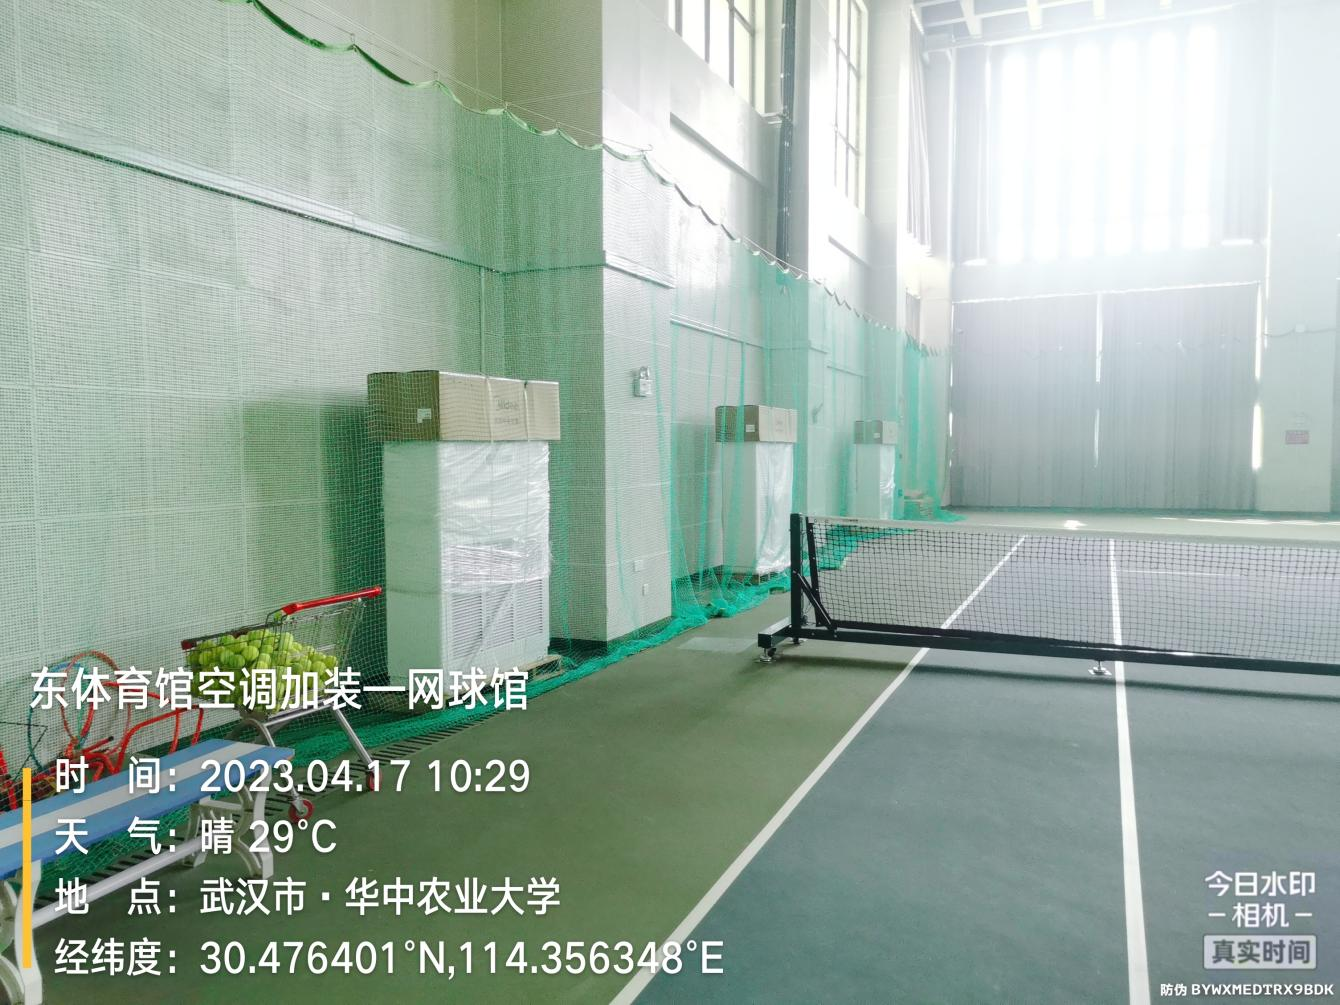 Midea
东体育馆空调加装—网球馆
时 间：2023.04.17 10:29
天 气：晴 29°C
地 点：武汉市·华中农业大学
经纬度：30.476401°N,114.356348°E
今日水印
-相机-
真实时间
防伪 BYWXMEDTRX9BDK